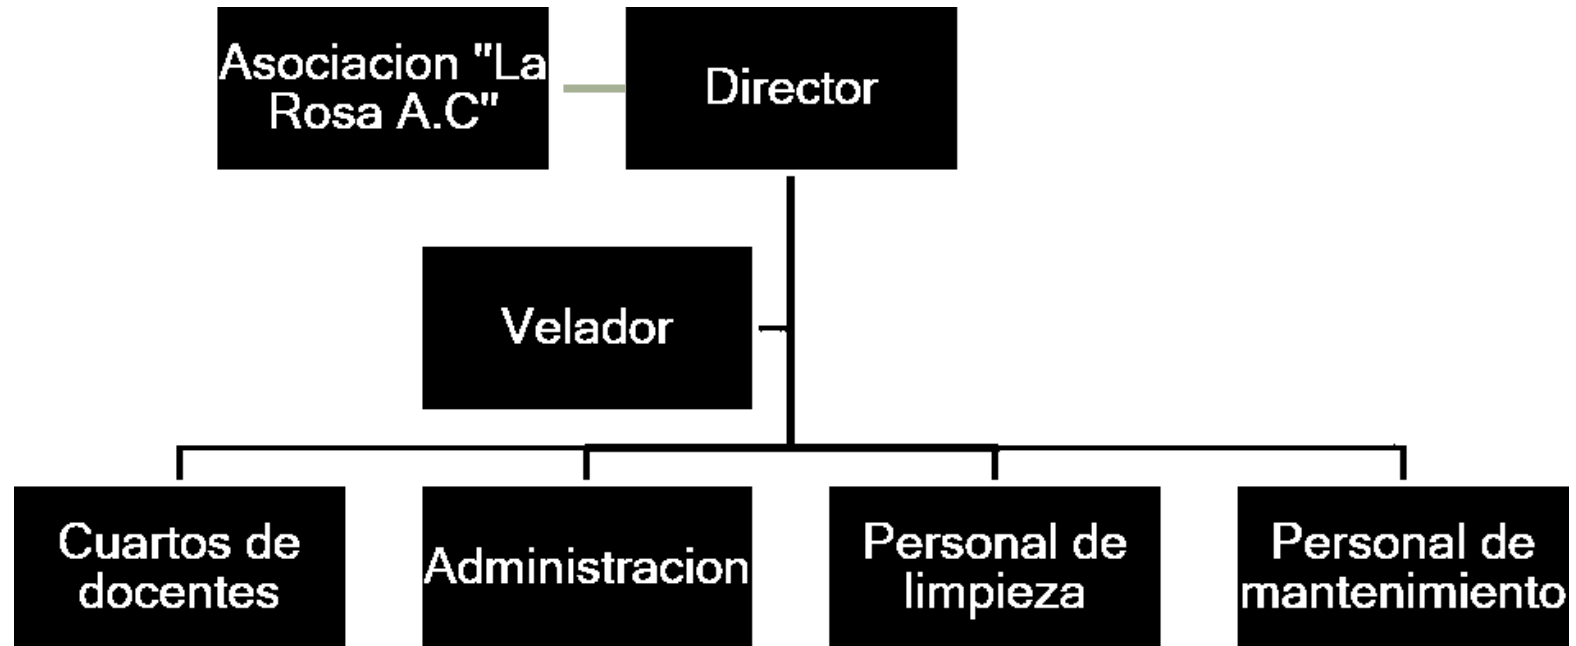 Asociacion "La
Rosa A.C"
Director
Velador
Cuartos de
docentes
Administracion
Personal de
limpieza
Personal de
mantenimiento